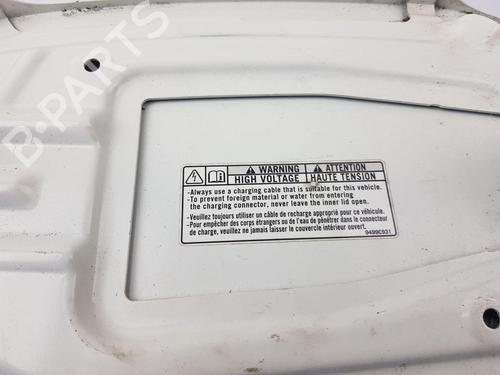 B-PARTS
WARNING
HIGH VOLTAGE
ATTENTION
HAUTE TENSION
-Always use a charging cable that is suitable for this vehicle.
-To prevent foreign material or water from entering
the charging connector, never leave the inner lid open.
-Veuillez toujours utiliser un câble de recharge approprié pour ce véhicule.
-Pour empêcher des corps étrangers ou de l'eau de pénétrer dans le connecteur
de charge, veuillez ne jamais laisser le couvercle intérieur ouvert.
9499C931